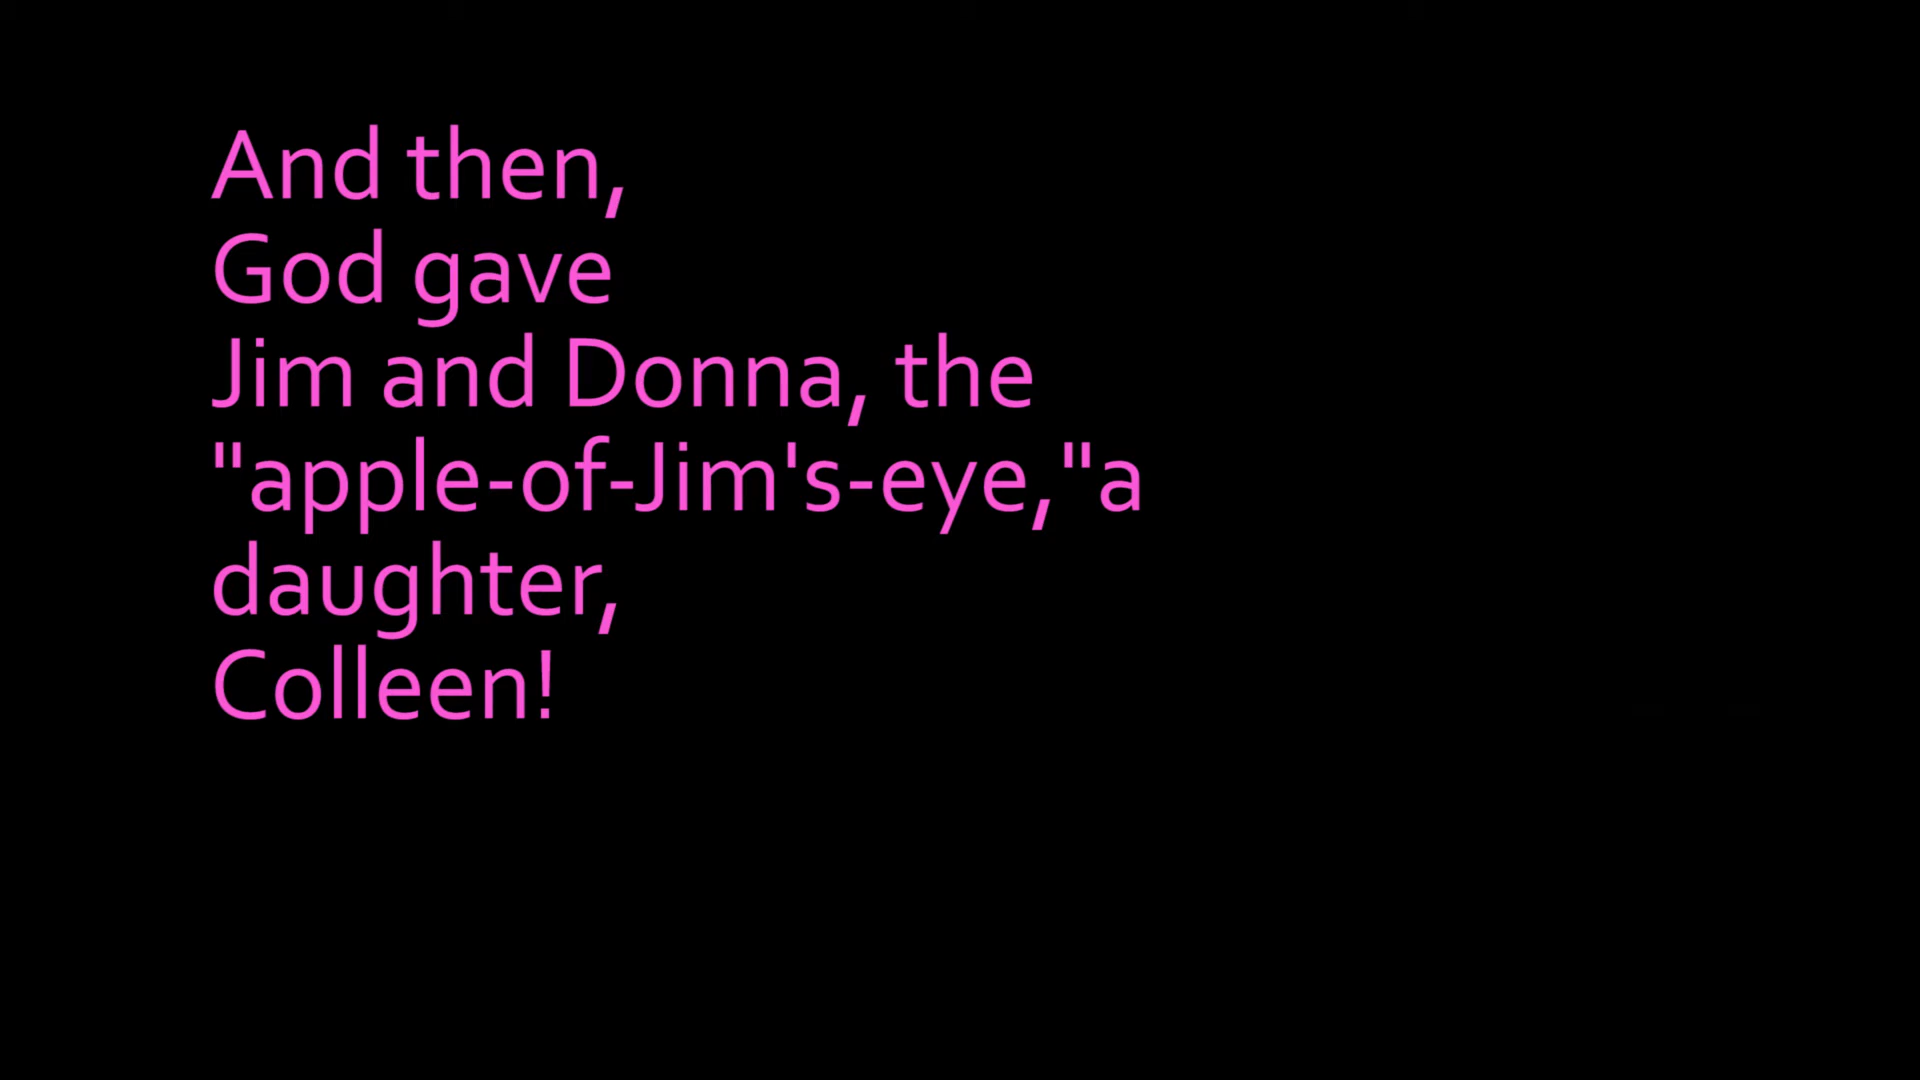 And then,
God gave
Jim and Donna, the
"apple-of-Jim's-eye,"a
daughter,
Colleen!